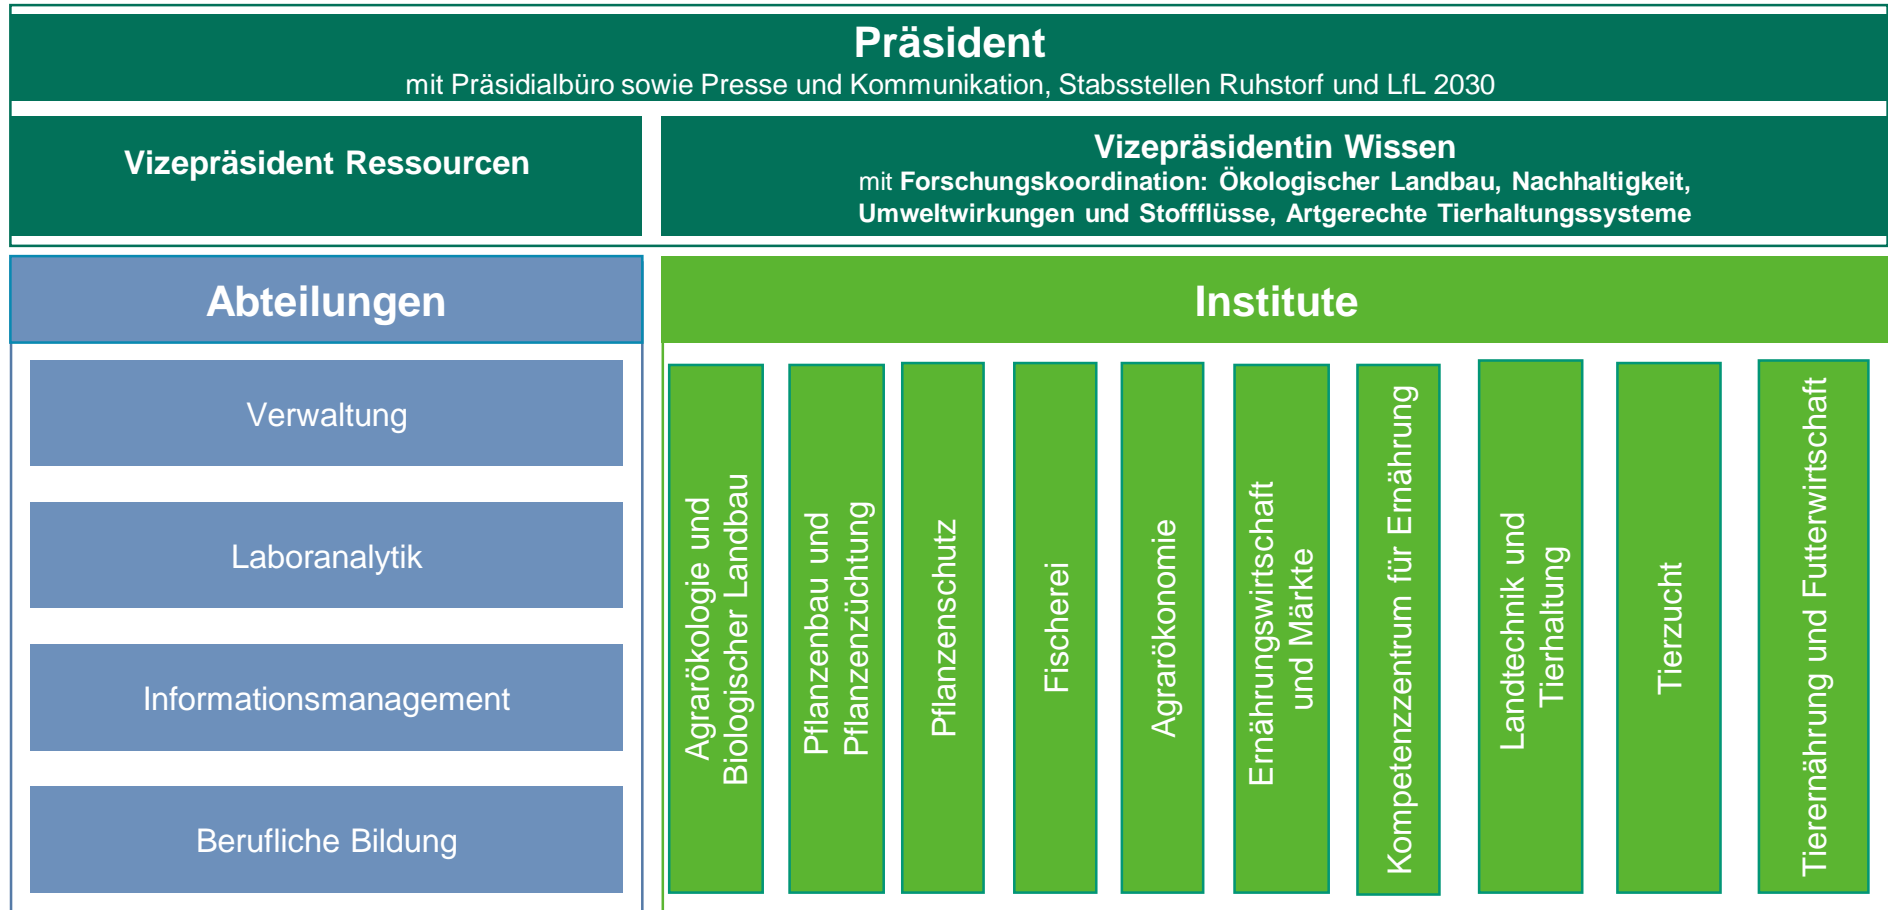 Präsident
mit Präsidialbüro sowie Presse und Kommunikation, Stabsstellen Ruhstorf und LfL 2030
Vizepräsident Ressourcen
Vizepräsidentin Wissen
mit Forschungskoordination: Ökologischer Landbau, Nachhaltigkeit,
Umweltwirkungen und Stoffflüsse, Artgerechte Tierhaltungssysteme
Abteilungen
Verwaltung
Laboranalytik
Informationsmanagement
Berufliche Bildung
Institute
Agrarökologie und
Biologischer Landbau
Pflanzenbau und
Pflanzenzüchtung
Pflanzenschutz
Fischerei
Agrarökonomie
Ernährungswirtschaft
und Märkte
Kompetenzzentrum für Ernährung
Landtechnik und
Tierhaltung
Tierzucht
Tierernährung und Futterwirtschaft